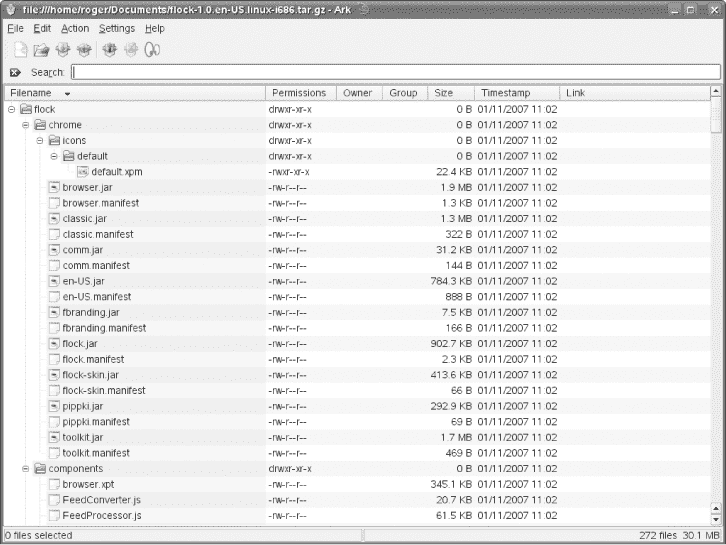 file:///home/roger/Documents/flock-1.0.en-US.linux-i686.tar.gz - Ark
File Edit Action Settings Help
Search:
Filename Permissions Owner Group Size Timestamp Link
flock drwxr-xr-x 0 B 01/11/2007 11:02
chrome drwxr-xr-x 0 B 01/11/2007 11:02
icons drwxr-xr-x 0 B 01/11/2007 11:02
default drwxr-xr-x 0 B 01/11/2007 11:02
default.xpm -rwxr-xr-x 22.4 KB 01/11/2007 11:02
browser.jar -rw-r--r-- 1.9 MB 01/11/2007 11:02
browser.manifest -rw-r--r-- 1.3 KB 01/11/2007 11:02
classic.jar -rw-r--r-- 1.3 MB 01/11/2007 11:02
classic.manifest -rw-r--r-- 322 B 01/11/2007 11:02
comm.jar -rw-r--r-- 31.2 KB 01/11/2007 11:02
comm.manifest -rw-r--r-- 144 B 01/11/2007 11:02
en-US.jar -rw-r--r-- 784.3 KB 01/11/2007 11:02
en-US.manifest -rw-r--r-- 888 B 01/11/2007 11:02
fbranding.jar -rw-r--r-- 7.5 KB 01/11/2007 11:02
fbranding.manifest -rw-r--r-- 166 B 01/11/2007 11:02
flock.jar -rw-r--r-- 902.7 KB 01/11/2007 11:02
flock.manifest -rw-r--r-- 2.3 KB 01/11/2007 11:02
flock-skin.jar -rw-r--r-- 413.6 KB 01/11/2007 11:02
flock-skin.manifest -rw-r--r-- 66 B 01/11/2007 11:02
pippki.jar -rw-r--r-- 292.9 KB 01/11/2007 11:02
pippki.manifest -rw-r--r-- 69 B 01/11/2007 11:02
toolkit.jar -rw-r--r-- 1.7 MB 01/11/2007 11:02
toolkit.manifest -rw-r--r-- 469 B 01/11/2007 11:02
components drwxr-xr-x 0 B 01/11/2007 11:02
browser.xpt -rw-r--r-- 345.1 KB 01/11/2007 11:02
FeedConverter.js -rw-r--r-- 20.7 KB 01/11/2007 11:02
FeedProcessor.js -rw-r--r-- 61.5 KB 01/11/2007 11:02
0 files selected 272 files 30.1 MB